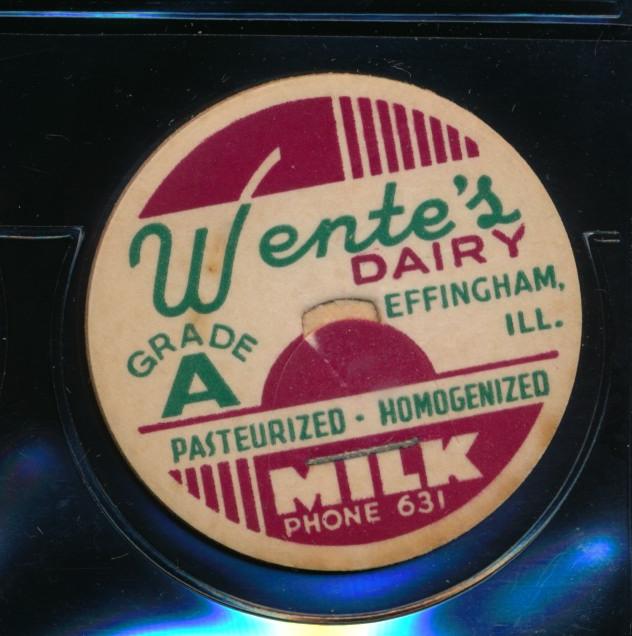 Wente's
DAIRY
EFFINGHAM,
ILL.
GRADE
A
PASTEURIZED - HOMOGENIZED
MILK
PHONE 631